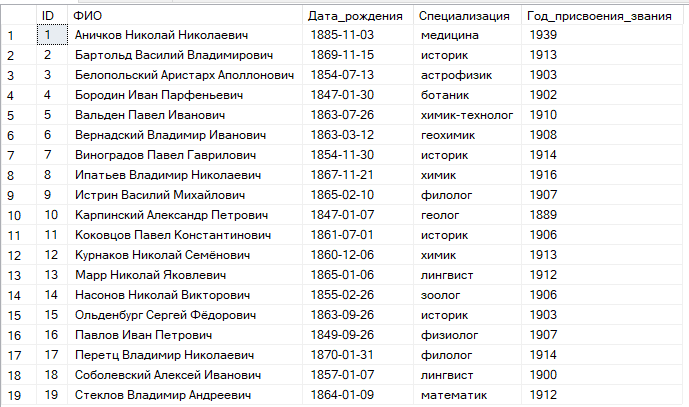 ID ФИО Дата_рождения Специализация Год_присвоения_звания
1 1 Аничков Николай Николаевич 1885-11-03 медицина 1939
2 2 Бартольд Василий Владимирович 1869-11-15 историк 1913
3 3 Белопольский Аристарх Аполлонович 1854-07-13 астрофизик 1903
4 4 Бородин Иван Парфеньевич 1847-01-30 ботаник 1902
5 5 Вальден Павел Иванович 1863-07-26 химик-технолог 1910
6 6 Вернадский Владимир Иванович 1863-03-12 геохимик 1908
7 7 Виноградов Павел Гаврилович 1854-11-30 историк 1914
8 8 Ипатьев Владимир Николаевич 1867-11-21 химик 1916
9 9 Истрин Василий Михайлович 1865-02-10 филолог 1907
10 10 Карпинский Александр Петрович 1847-01-07 геолог 1889
11 11 Коковцов Павел Константинович 1861-07-01 историк 1906
12 12 Курнаков Николай Семёнович 1860-12-06 химик 1913
13 13 Марр Николай Яковлевич 1865-01-06 лингвист 1912
14 14 Насонов Николай Викторович 1855-02-26 зоолог 1906
15 15 Ольденбург Сергей Фёдорович 1863-09-26 историк 1903
16 16 Павлов Иван Петрович 1849-09-26 физиолог 1907
17 17 Перетц Владимир Николаевич 1870-01-31 филолог 1914
18 18 Соболевский Алексей Иванович 1857-01-07 лингвист 1900
19 19 Стеклов Владимир Андреевич 1864-01-09 математик 1912